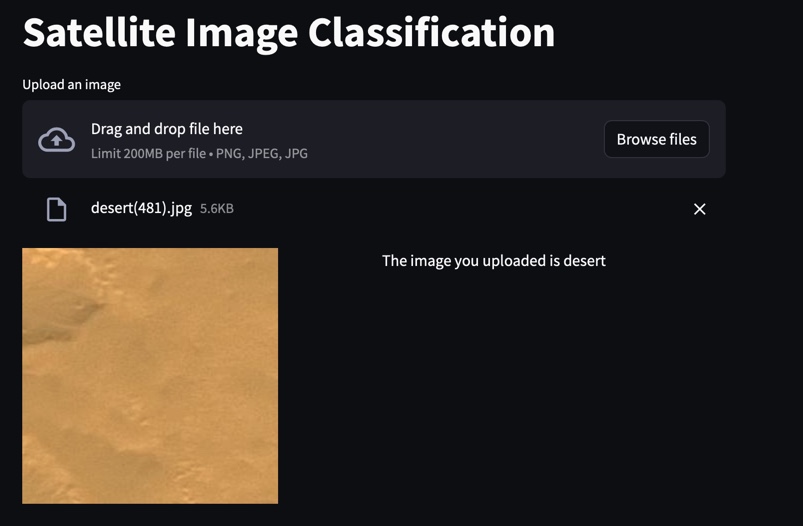 Satellite Image Classification
Upload an image
Drag and drop file here
Limit 200MB per file • PNG, JPEG, JPG
Browse files
desert(481).jpg 5.6KB
The image you uploaded is desert